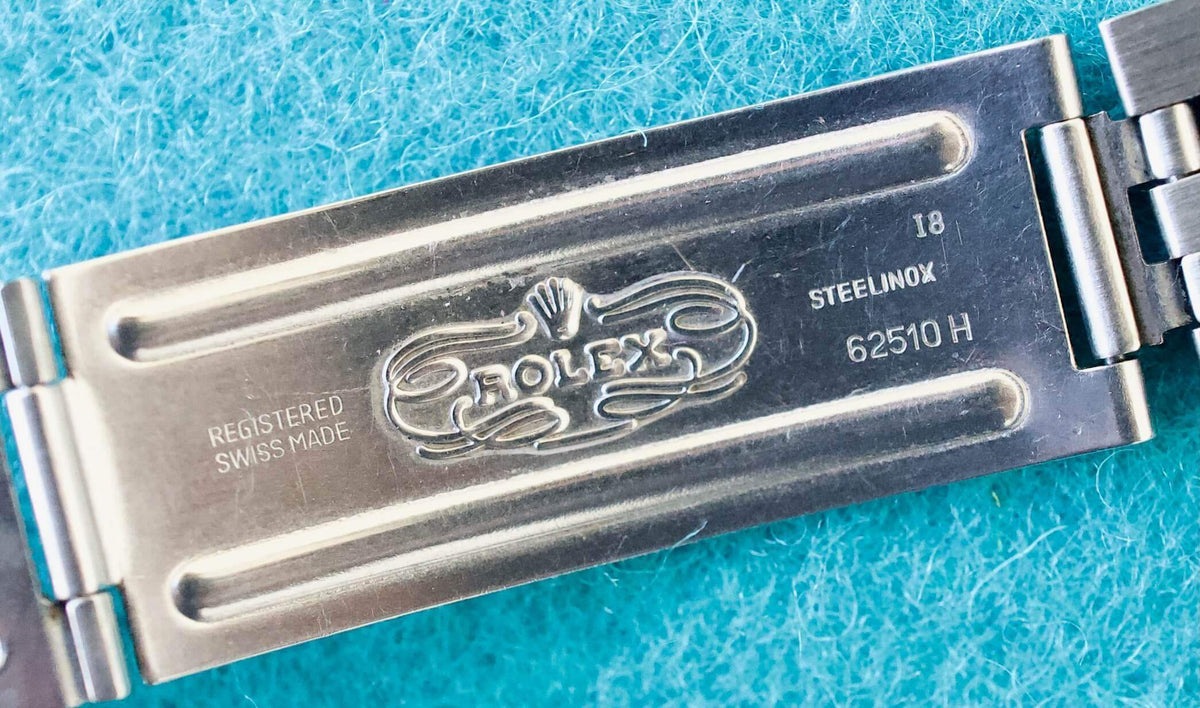 REGISTERED
SWISS MADE
ROLEX
I8
STEELINOX
62510 H